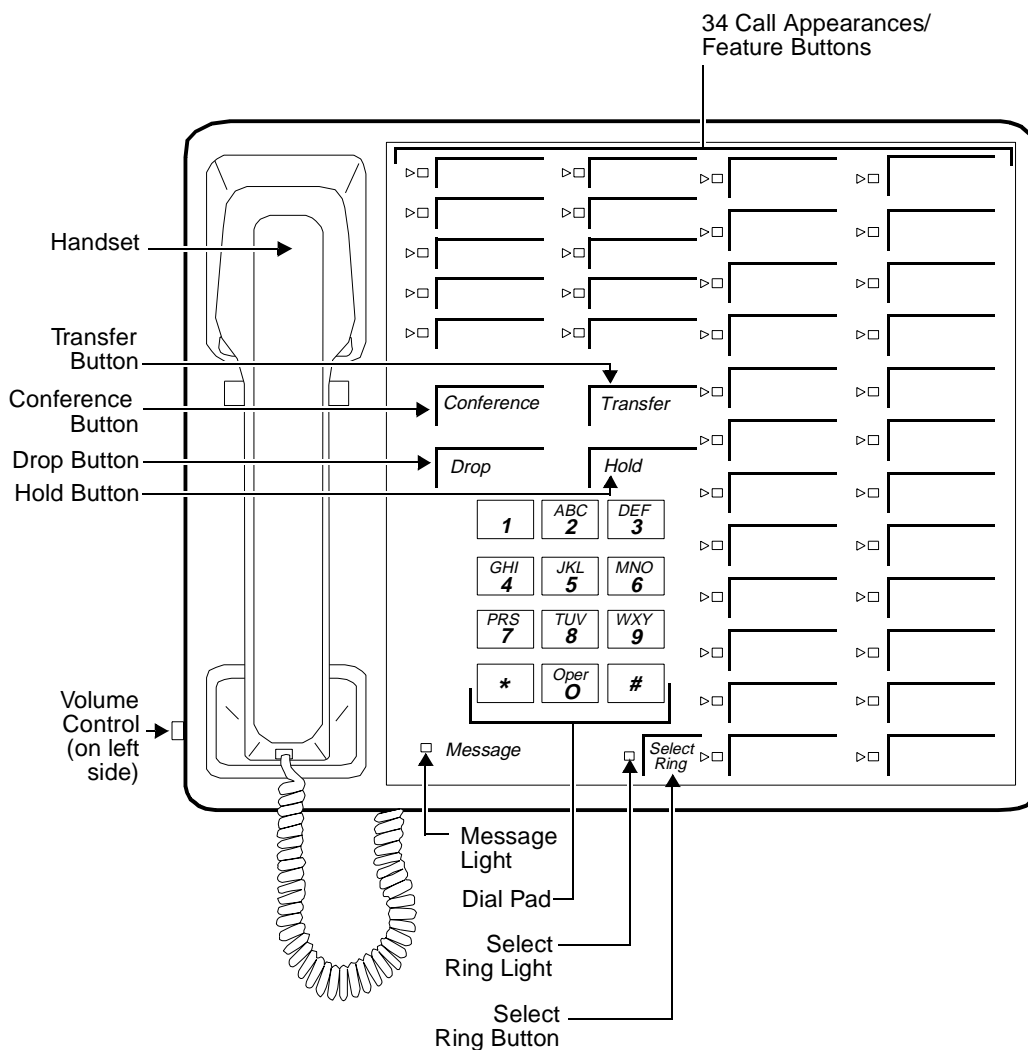 34 Call Appearances/
Feature Buttons
Handset
Transfer
Button
Conference
Button
Drop Button
Hold Button
Conference
Transfer
Drop
Hold
1
ABC
2
DEF
3
GHI
4
JKL
5
MNO
6
PRS
7
TUV
8
WXY
9
*
Oper
0
#
Volume
Control
(on left
side)
Message
Select
Ring
Message
Light
Dial Pad
Select
Ring Light
Select
Ring Button